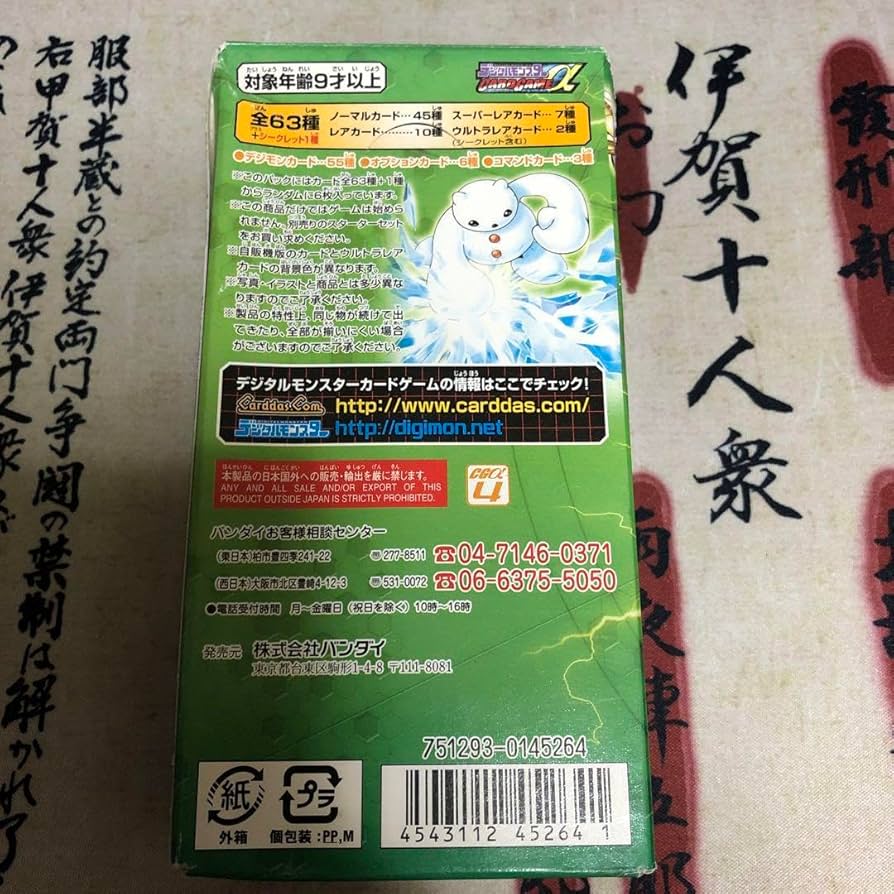 対象年齢9才以上
デジタルモンスター
CARD GAME α
全63種
+シークレット1種
ノーマルカード…45種
スーパーレアカード…7種
レアカード………10種
ウルトラレアカード…2種
(シークレット含む)
●デジモンカード…55種 ●オプションカード…6種 ●コマンドカード…3種
※このパックにはカード全63種+1種
からランダムに6枚入っています。
※この商品だけではゲームは始めら
れません。別売りのスターターセット
をお買い求めください。
※自販機版のカードとウルトラレア
カードの背景色が異なります。
※写真・イラストと商品とは多少異な
りますのでご了承ください。
※製品の特性上、同じ物が続けて出
てきたり、全部が揃いにくい場合
がございますのでご了承ください。
デジタルモンスターカードゲームの情報はここでチェック!
Carddas.Com
http://www.carddas.com/
デジタルモンスター
http://digimon.net
本製品の日本国外への販売・輸出を厳に禁じます。
ANY AND ALL SALE AND/OR EXPORT OF THIS
PRODUCT OUTSIDE JAPAN IS STRICTLY PROHIBITED.
CGα
4
バンダイお客様相談センター
(東日本)柏市豊四季241-22 〠277-8511 ☎04-7146-0371
(西日本)大阪市北区豊崎4-12-3 〠531-0072 ☎06-6375-5050
●電話受付時間 月〜金曜日(祝日を除く)10時〜16時
発売元 株式会社バンダイ
東京都台東区駒形1-4-8 〒111-8081
751293-0145264
紙
外箱
プラ
個包装:PP,M
4543112 45264 1
服部半蔵との約定両門争闘の禁制は解かれ了
右甲賀十人衆 伊賀十人衆
伊賀十人衆
霞刑部
雨夜陣五郎